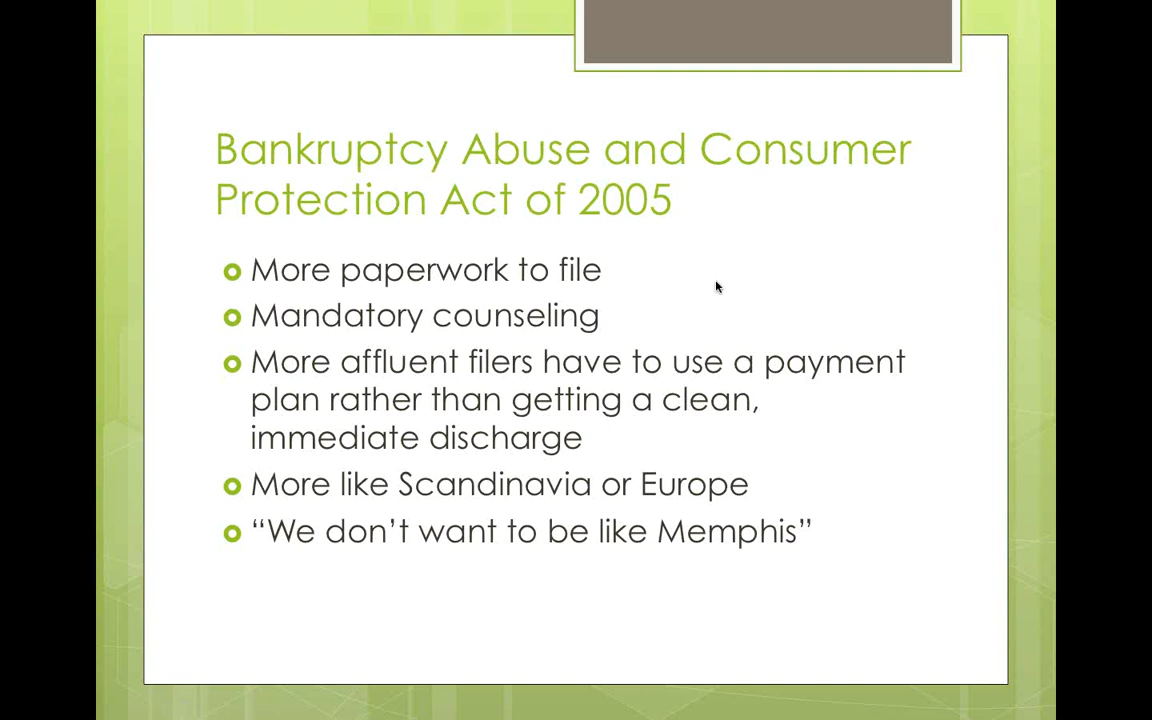 Bankruptcy Abuse and Consumer
Protection Act of 2005
More paperwork to file
Mandatory counseling
More affluent filers have to use a payment
plan rather than getting a clean,
immediate discharge
More like Scandinavia or Europe
“We don’t want to be like Memphis”